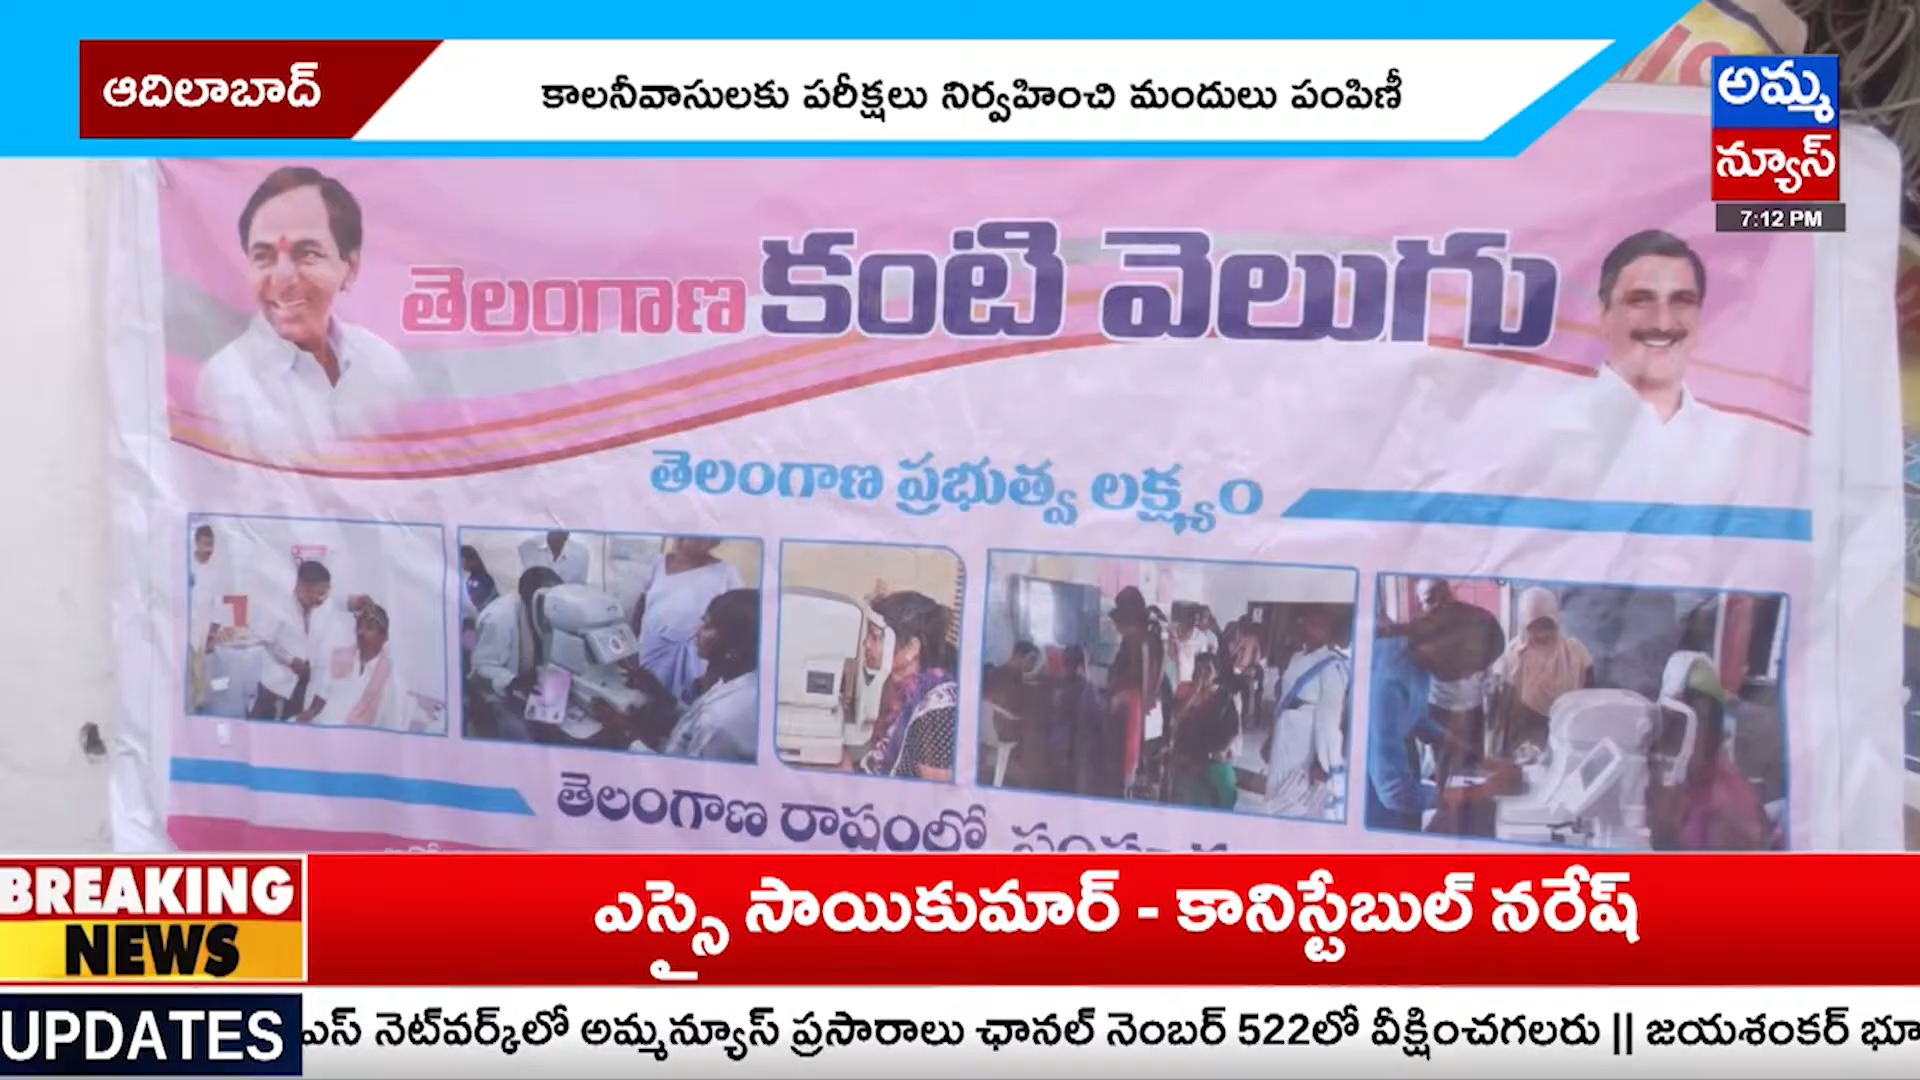 ఆదిలాబాద్
కాలనీవాసులకు పరీక్షలు నిర్వహించి మందులు పంపిణీ
అమ్మ
న్యూస్
7:12 PM
తెలంగాణ కంటి వెలుగు
తెలంగాణ ప్రభుత్వ లక్ష్యం
తెలంగాణ రాష్ట్రంలో
BREAKING
NEWS
ఎస్సై సాయికుమార్ - కానిస్టేబుల్ నరేష్
UPDATES
ఎస్ నెట్‌వర్క్‌లో అమ్మన్యూస్ ప్రసారాలు ఛానల్ నెంబర్ 522లో వీక్షించగలరు || జయశంకర్ భూ